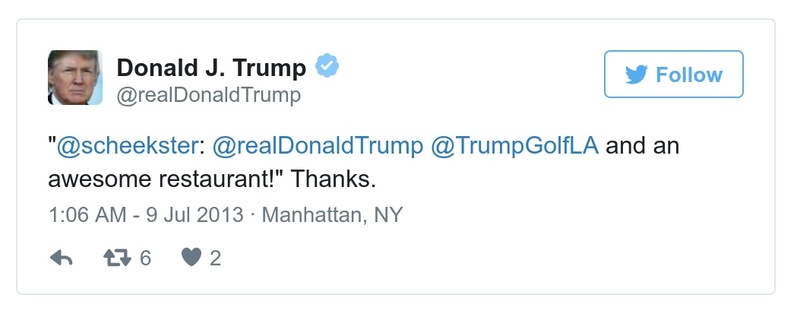 Donald J. Trump
@realDonaldTrump
Follow
"@scheekster: @realDonaldTrump @TrumpGolfLA and an
awesome restaurant!" Thanks.
1:06 AM - 9 Jul 2013 · Manhattan, NY
6 2